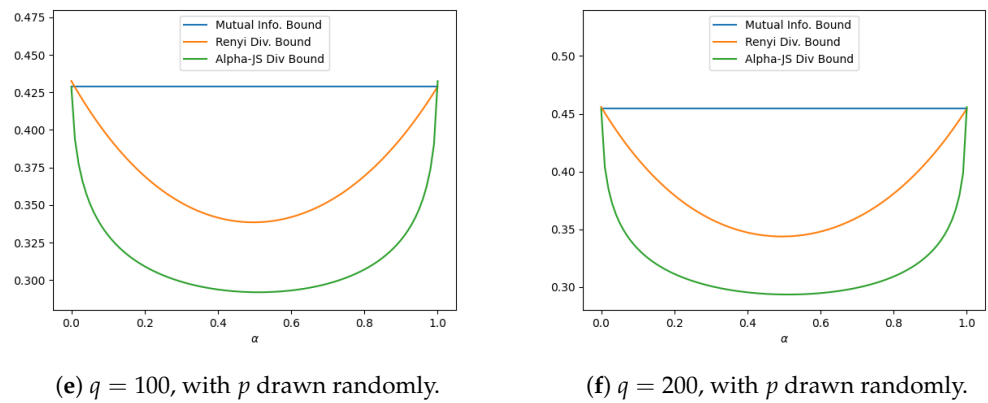 0.475
0.450
0.425
0.400
0.375
0.350
0.325
0.300
Mutual Info. Bound
Renyi Div. Bound
Alpha-JS Div Bound
0.0 0.2 0.4 0.6 0.8 1.0
α
(e) q = 100, with p drawn randomly.
0.50
0.45
0.40
0.35
0.30
Mutual Info. Bound
Renyi Div. Bound
Alpha-JS Div Bound
0.0 0.2 0.4 0.6 0.8 1.0
α
(f) q = 200, with p drawn randomly.